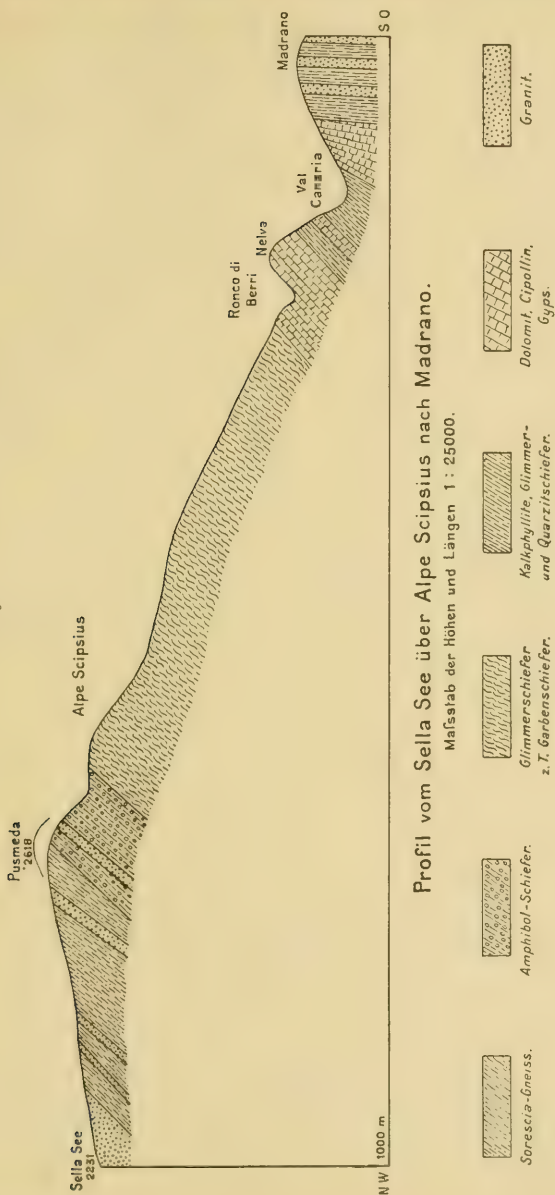 Sella See
2231
Pusmeda
2618
Alpe Scipsius
Ronco di
Berri
Nelva
Val
Canaria
Madrano
NW
1000 m
SO
Profil vom Sella See über Alpe Scipsius nach Madrano.
Maſsstab der Höhen und Längen 1 : 25000.
Sorescia-Gneiss.
Amphibol-Schiefer.
Glimmerschiefer
z. T. Garbenschiefer.
Kalkphyllite, Glimmer-
und Quarzitschiefer.
Dolomit, Cipollin,
Gyps.
Granit.